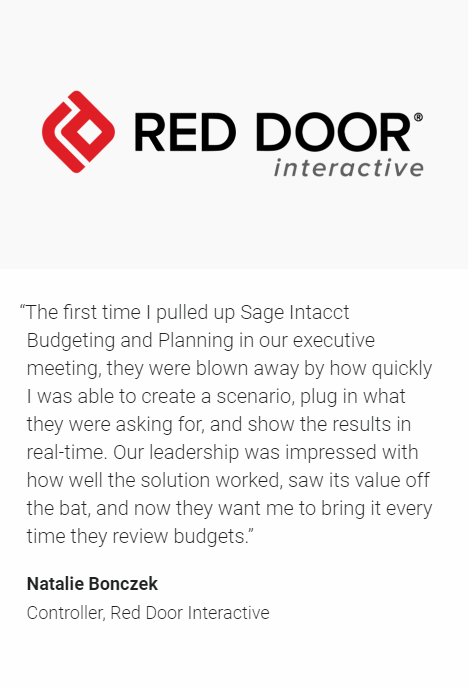 RED DOOR®
interactive
“The first time I pulled up Sage Intacct
Budgeting and Planning in our executive
meeting, they were blown away by how quickly
I was able to create a scenario, plug in what
they were asking for, and show the results in
real-time. Our leadership was impressed with
how well the solution worked, saw its value off
the bat, and now they want me to bring it every
time they review budgets.”
Natalie Bonczek
Controller, Red Door Interactive